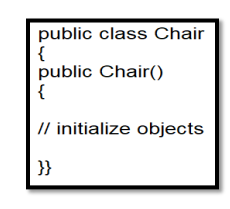 public class Chair
{
public Chair()
{
// initialize objects
}}